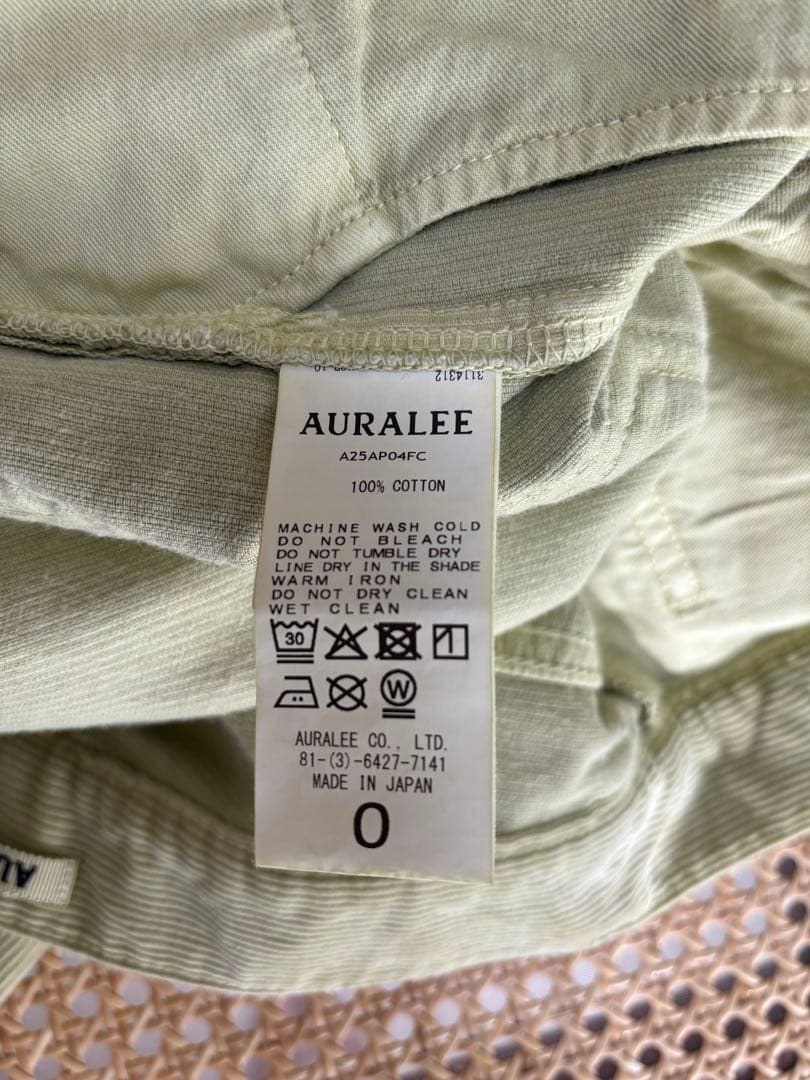 3114312
AURALEE
A25AP04FC
100% COTTON
MACHINE WASH COLD
DO NOT BLEACH
DO NOT TUMBLE DRY
LINE DRY IN THE SHADE
WARM IRON
DO NOT DRY CLEAN
WET CLEAN
30
W
AURALEE CO., LTD.
81-(3)-6427-7141
MADE IN JAPAN
0
AU